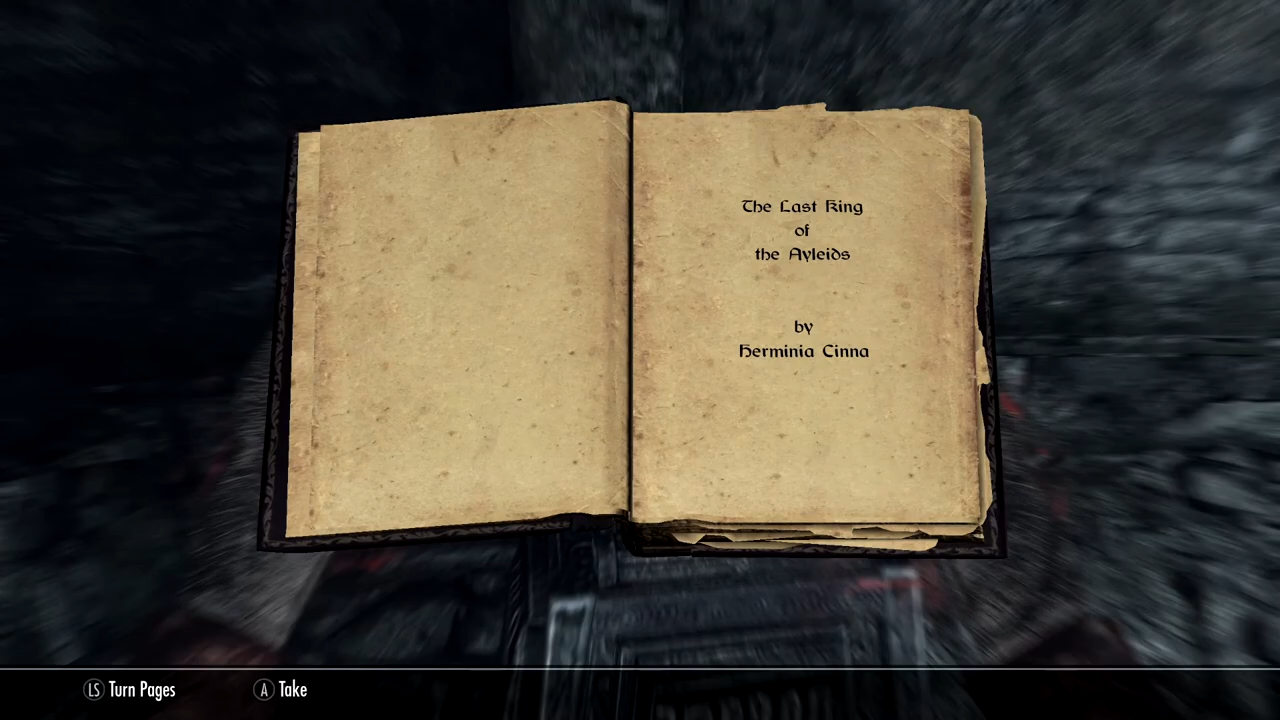 The Last King
of
the Ayleids
by
Herminia Cinna
LS Turn Pages
A Take